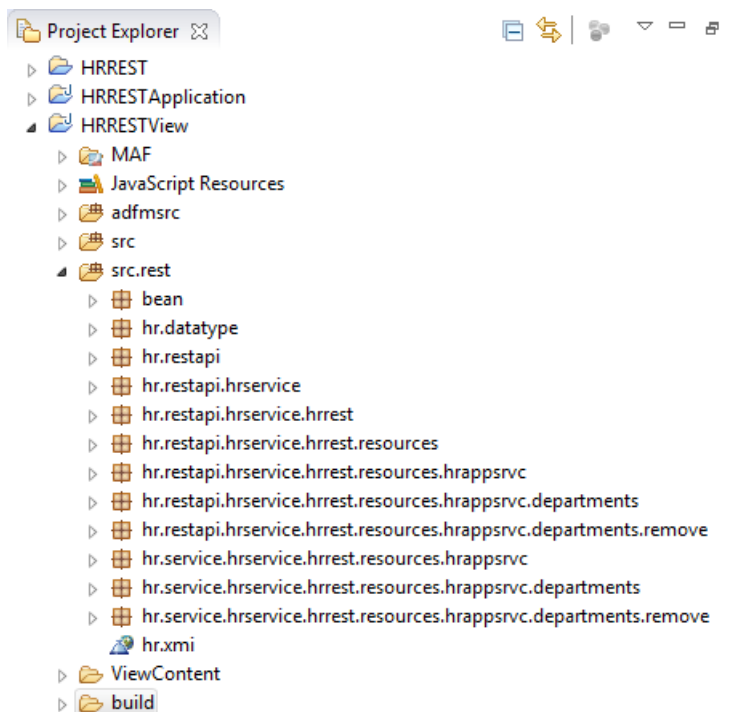 Project Explorer
HRREST
HRRESTApplication
HRRESTView
MAF
JavaScript Resources
adfmsrc
src
src.rest
bean
hr.datatype
hr.restapi
hr.restapi.hrservice
hr.restapi.hrservice.hrrest
hr.restapi.hrservice.hrrest.resources
hr.restapi.hrservice.hrrest.resources.hrappsrvc
hr.restapi.hrservice.hrrest.resources.hrappsrvc.departments
hr.restapi.hrservice.hrrest.resources.hrappsrvc.departments.remove
hr.service.hrservice.hrrest.resources.hrappsrvc
hr.service.hrservice.hrrest.resources.hrappsrvc.departments
hr.service.hrservice.hrrest.resources.hrappsrvc.departments.remove
hr.xmi
ViewContent
build